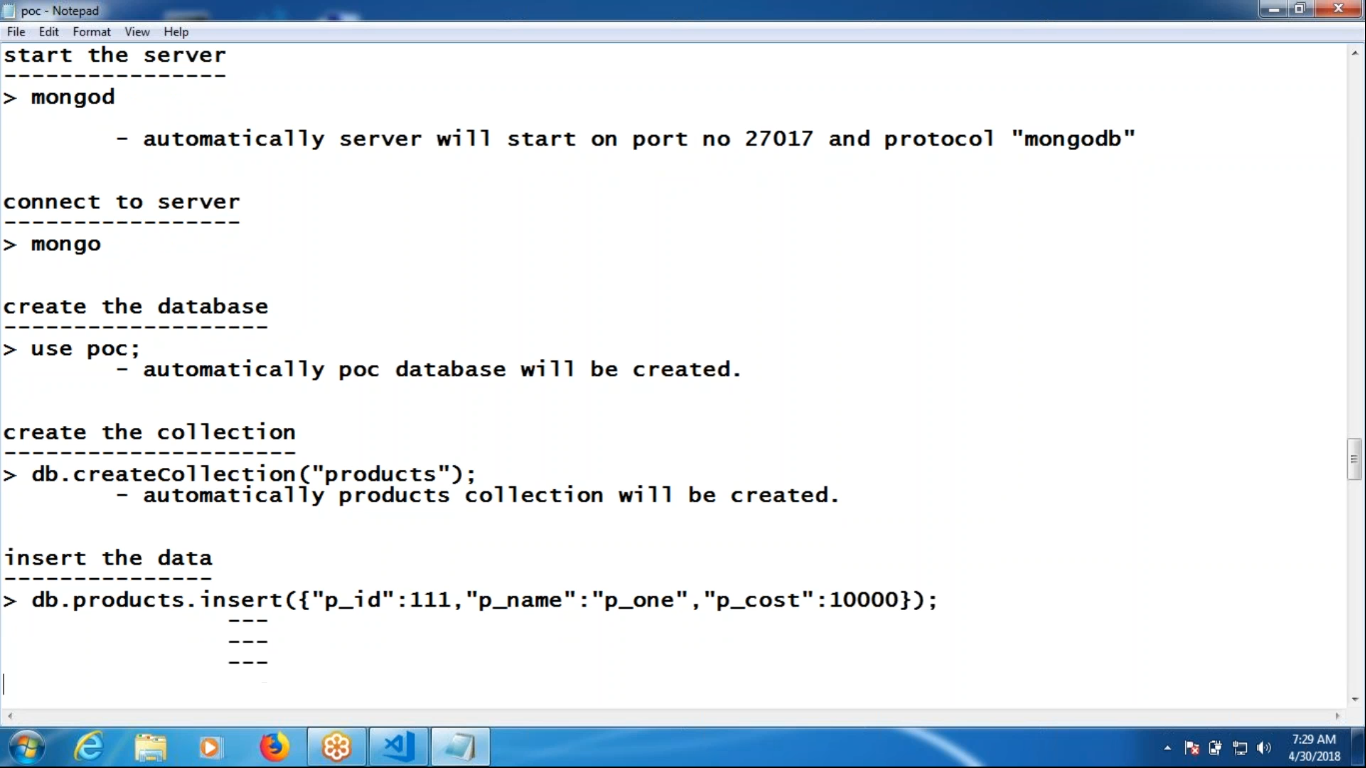 poc - Notepad
File Edit Format View Help
start the server
----------------
> mongod
- automatically server will start on port no 27017 and protocol "mongodb"
connect to server
-----------------
> mongo
create the database
-------------------
> use poc;
- automatically poc database will be created.
create the collection
---------------------
> db.createCollection("products");
- automatically products collection will be created.
insert the data
---------------
> db.products.insert({"p_id":111,"p_name":"p_one","p_cost":10000});
---
---
---
7:29 AM
4/30/2018